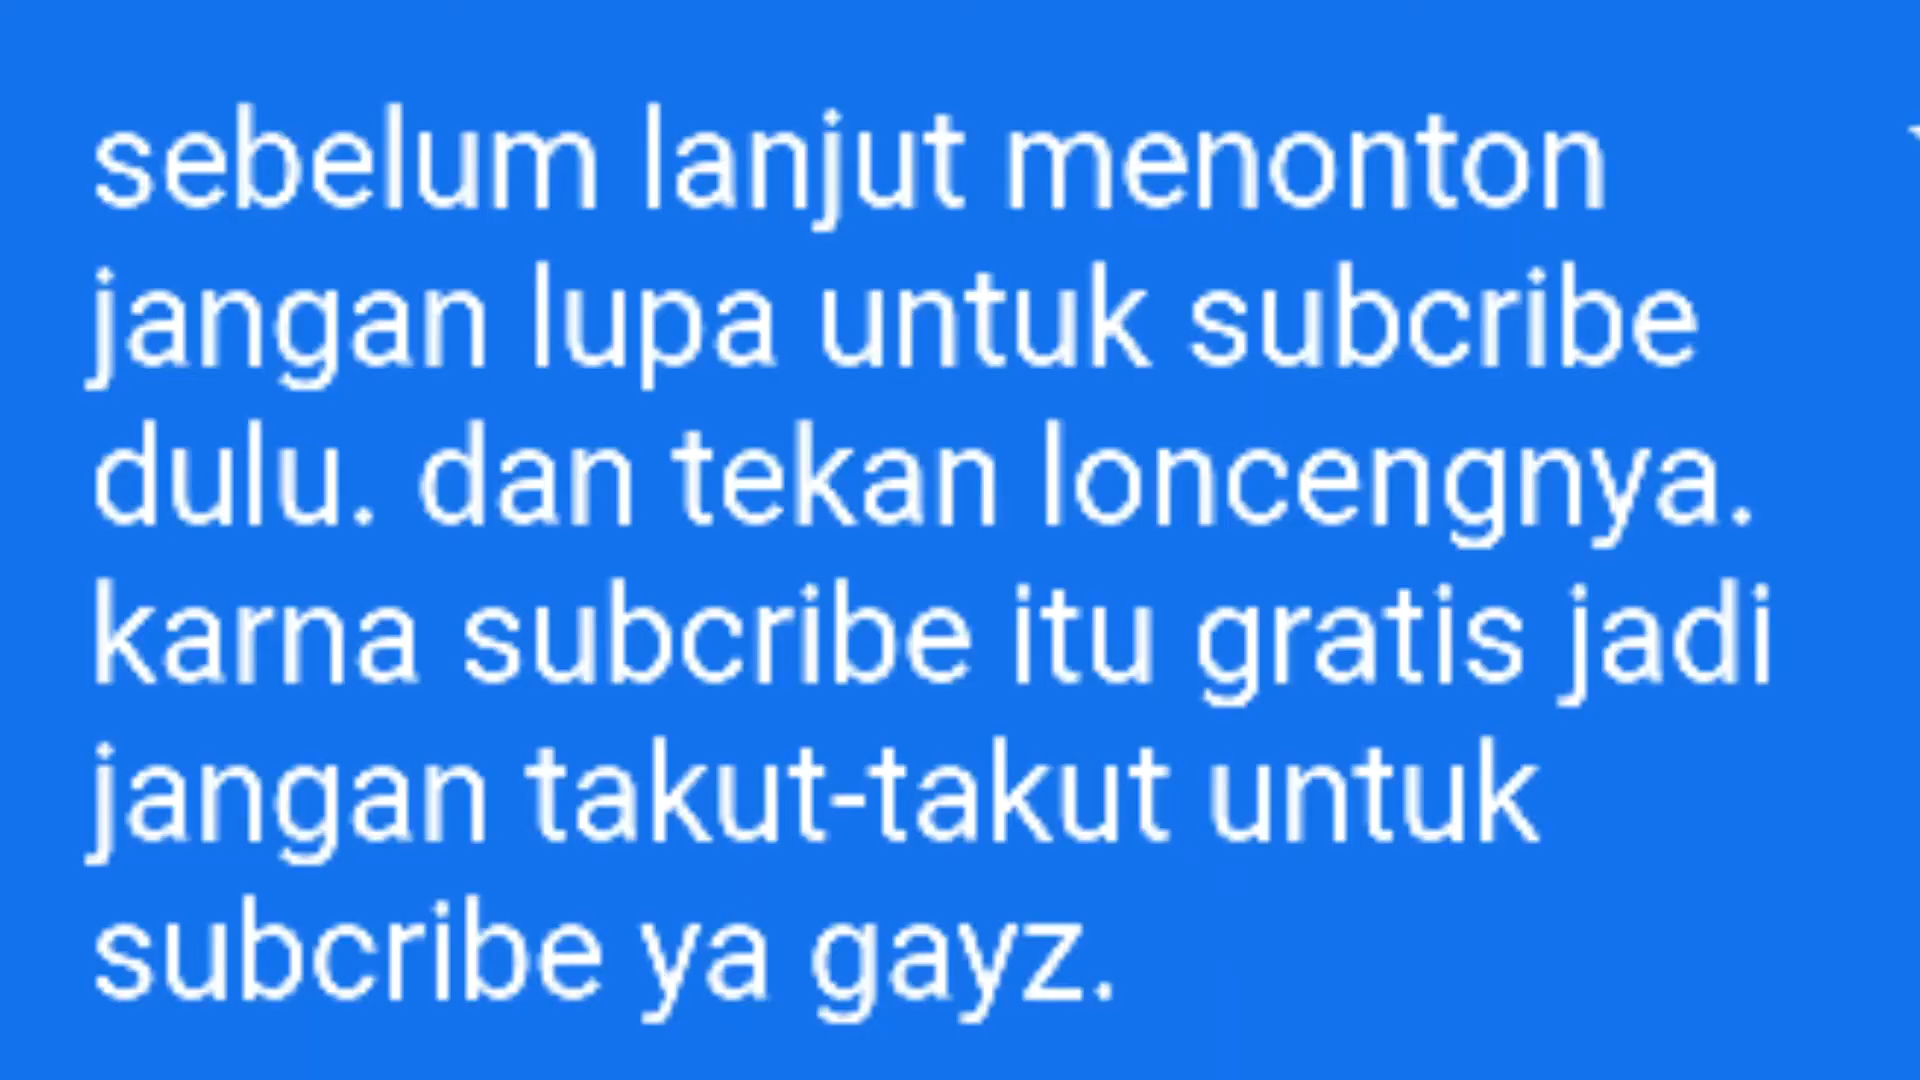 sebelum lanjut menonton
jangan lupa untuk subcribe
dulu. dan tekan loncengnya.
karna subcribe itu gratis jadi
jangan takut-takut untuk
subcribe ya gayz.